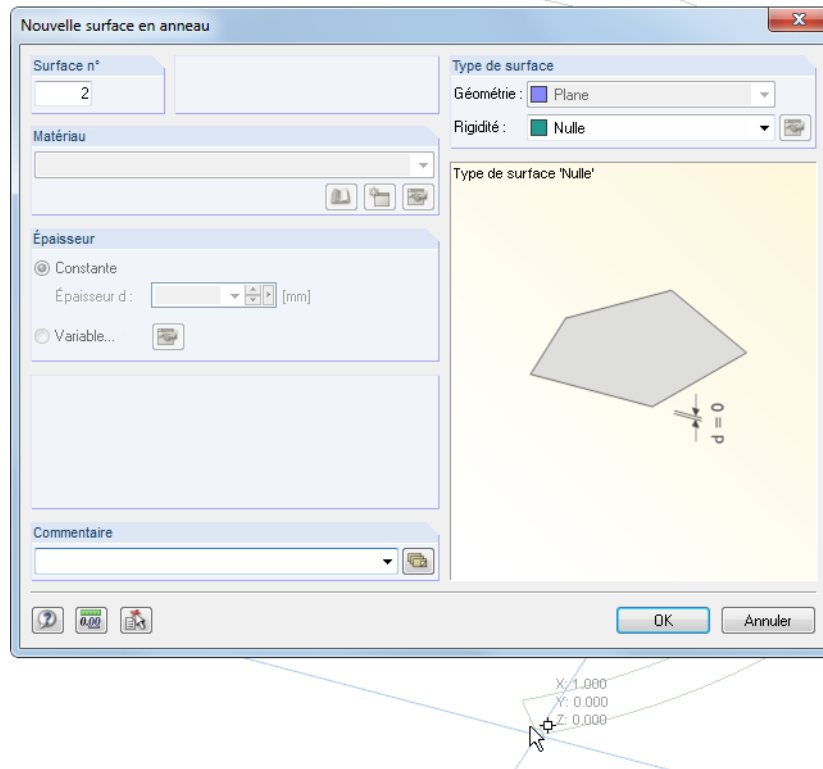 Nouvelle surface en anneau
Surface n°
2
Type de surface
Géométrie : Plane
Rigidité : Nulle
Matériau
Type de surface 'Nulle'
Épaisseur
Constante
Épaisseur d : [mm]
Variable...
d = 0
Commentaire
0.00
OK Annuler
X: 1.000
Y: 0.000
Z: 0.000